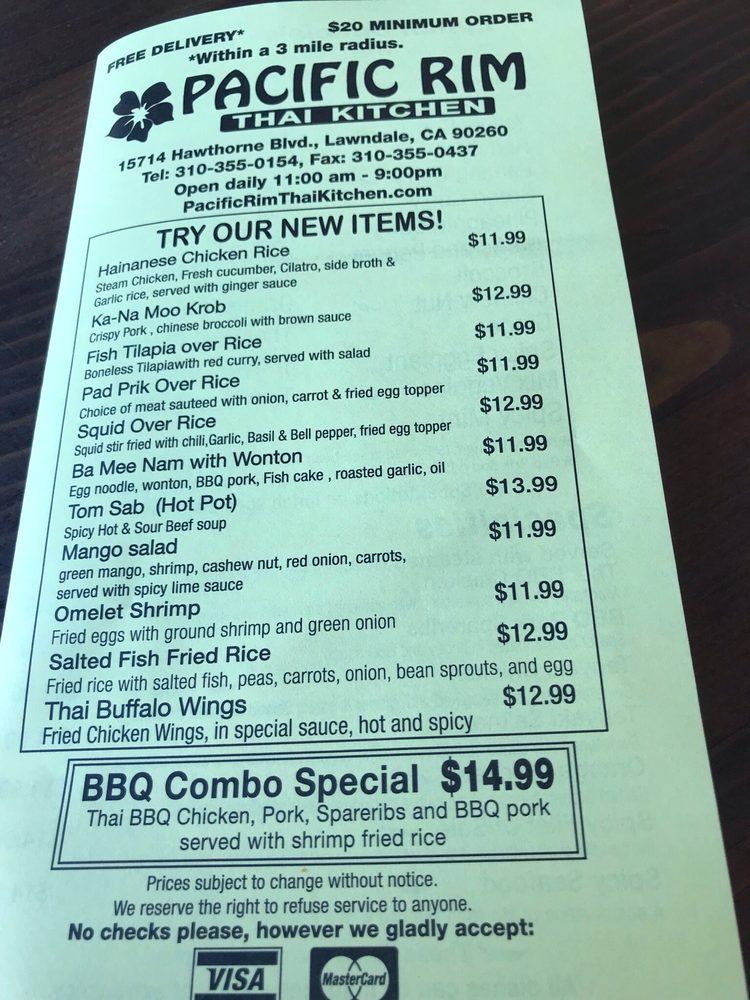 FREE DELIVERY* $20 MINIMUM ORDER
*Within a 3 mile radius.
PACIFIC RIM
THAI KITCHEN
15714 Hawthorne Blvd., Lawndale, CA 90260
Tel: 310-355-0154, Fax: 310-355-0437
Open daily 11:00 am - 9:00pm
PacificRimThaiKitchen.com
TRY OUR NEW ITEMS!
Hainanese Chicken Rice $11.99
Steam Chicken, Fresh cucumber, Cilatro, side broth &
Garlic rice, served with ginger sauce
Ka-Na Moo Krob $12.99
Crispy Pork , chinese broccoli with brown sauce
Fish Tilapia over Rice $11.99
Boneless Tilapiawith red curry, served with salad
Pad Prik Over Rice $11.99
Choice of meat sauteed with onion, carrot & fried egg topper
Squid Over Rice $12.99
Squid stir fried with chili,Garlic, Basil & Bell pepper, fried egg topper
Ba Mee Nam with Wonton $11.99
Egg noodle, wonton, BBQ pork, Fish cake , roasted garlic, oil
Tom Sab (Hot Pot) $13.99
Spicy Hot & Sour Beef soup
Mango salad $11.99
green mango, shrimp, cashew nut, red onion, carrots,
served with spicy lime sauce
Omelet Shrimp $11.99
Fried eggs with ground shrimp and green onion
Salted Fish Fried Rice $12.99
Fried rice with salted fish, peas, carrots, onion, bean sprouts, and egg
Thai Buffalo Wings $12.99
Fried Chicken Wings, in special sauce, hot and spicy
BBQ Combo Special $14.99
Thai BBQ Chicken, Pork, Spareribs and BBQ pork
served with shrimp fried rice
Prices subject to change without notice.
We reserve the right to refuse service to anyone.
No checks please, however we gladly accept:
VISA MasterCard